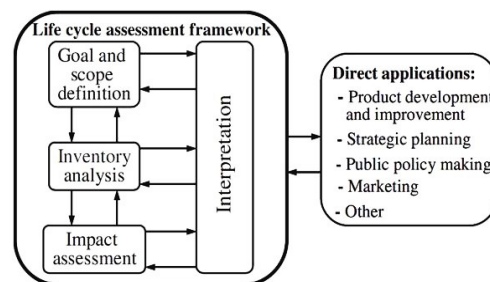 Life cycle assessment framework
Goal and
scope
definition
Inventory
analysis
Impact
assessment
Interpretation
Direct applications:
- Product development
and improvement
- Strategic planning
- Public policy making
- Marketing
- Other